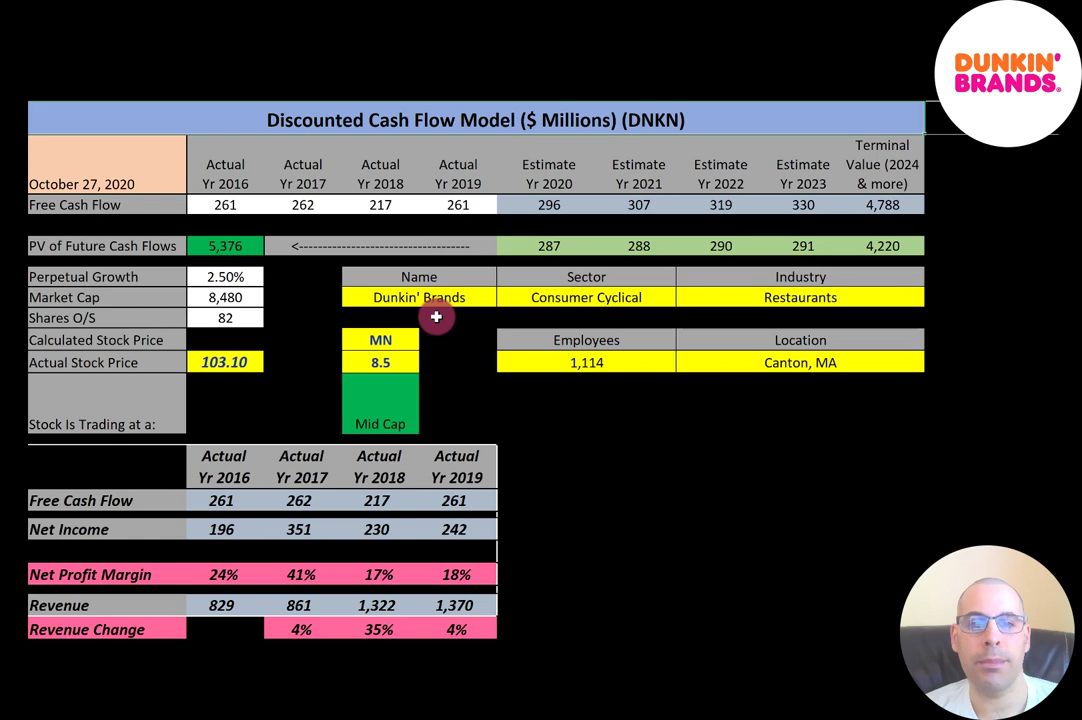 DUNKIN'
BRANDS®
Discounted Cash Flow Model ($ Millions) (DNKN)
October 27, 2020 Actual Yr 2016 Actual Yr 2017 Actual Yr 2018 Actual Yr 2019 Estimate Yr 2020 Estimate Yr 2021 Estimate Yr 2022 Estimate Yr 2023 Terminal Value (2024 & more)
Free Cash Flow 261 262 217 261 296 307 319 330 4,788
PV of Future Cash Flows 5,376 <------------------------------------- 287 288 290 291 4,220
Perpetual Growth 2.50% Name Sector Industry
Market Cap 8,480 Dunkin' Brands Consumer Cyclical Restaurants
Shares O/S 82
Calculated Stock Price MN Employees Location
Actual Stock Price 103.10 8.5 1,114 Canton, MA
Stock Is Trading at a: Mid Cap
Actual Yr 2016 Actual Yr 2017 Actual Yr 2018 Actual Yr 2019
Free Cash Flow 261 262 217 261
Net Income 196 351 230 242
Net Profit Margin 24% 41% 17% 18%
Revenue 829 861 1,322 1,370
Revenue Change 4% 35% 4%